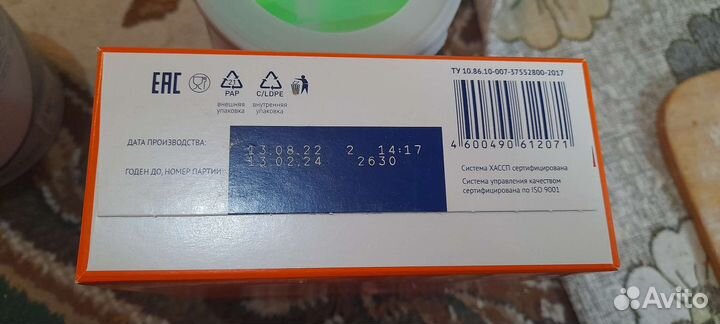 EAC
21
PAP
внешняя
упаковка
C/LDPE
внутренняя
упаковка
ТУ 10.86.10-007-37552800-2017
4 600490 612071
ДАТА ПРОИЗВОДСТВА:
13.08.22 2 14:17
ГОДЕН ДО, НОМЕР ПАРТИИ
13.02.24 2630
Система ХАССП сертифицирована
Система управления качеством
сертифицирована по ISO 9001
Avito